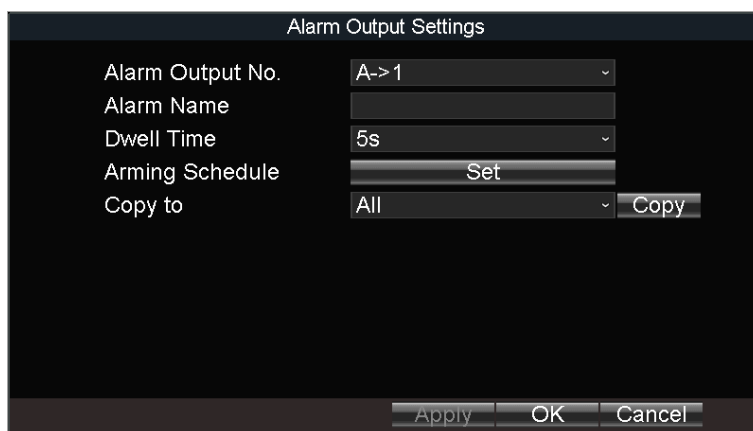 Alarm Output Settings
Alarm Output No. A->1
Alarm Name
Dwell Time 5s
Arming Schedule Set
Copy to All Copy
Apply OK Cancel